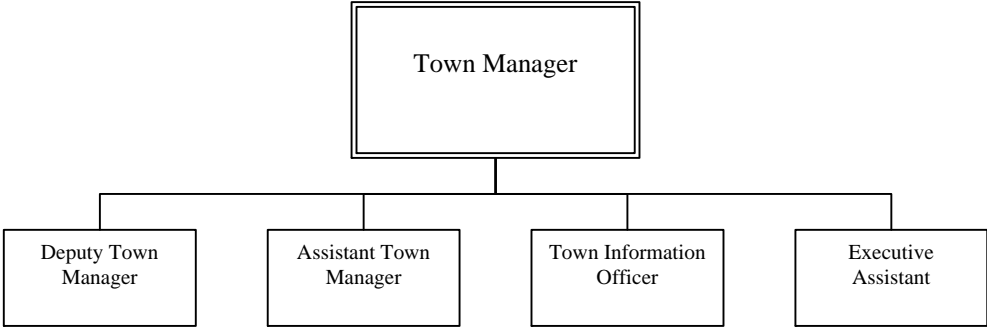 Town Manager
Deputy Town
Manager
Assistant Town
Manager
Town Information
Officer
Executive
Assistant